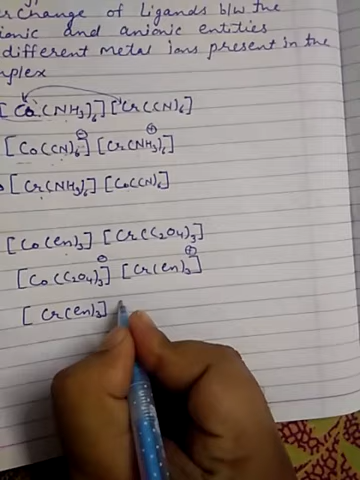 change of Ligands b/w the
ionic and anionic entities
different metal ions present in the
[Co(NH3)6] [Cr(CN)6]
[Co(CN)6]⊖ [Cr(NH3)6]⊕
[Cr(NH3)6] [Co(CN)6]
[Co(en)3] [Cr(C2O4)3]
[Co(C2O4)3]⊖ [Cr(en)3]⊕
[Cr(en)3]